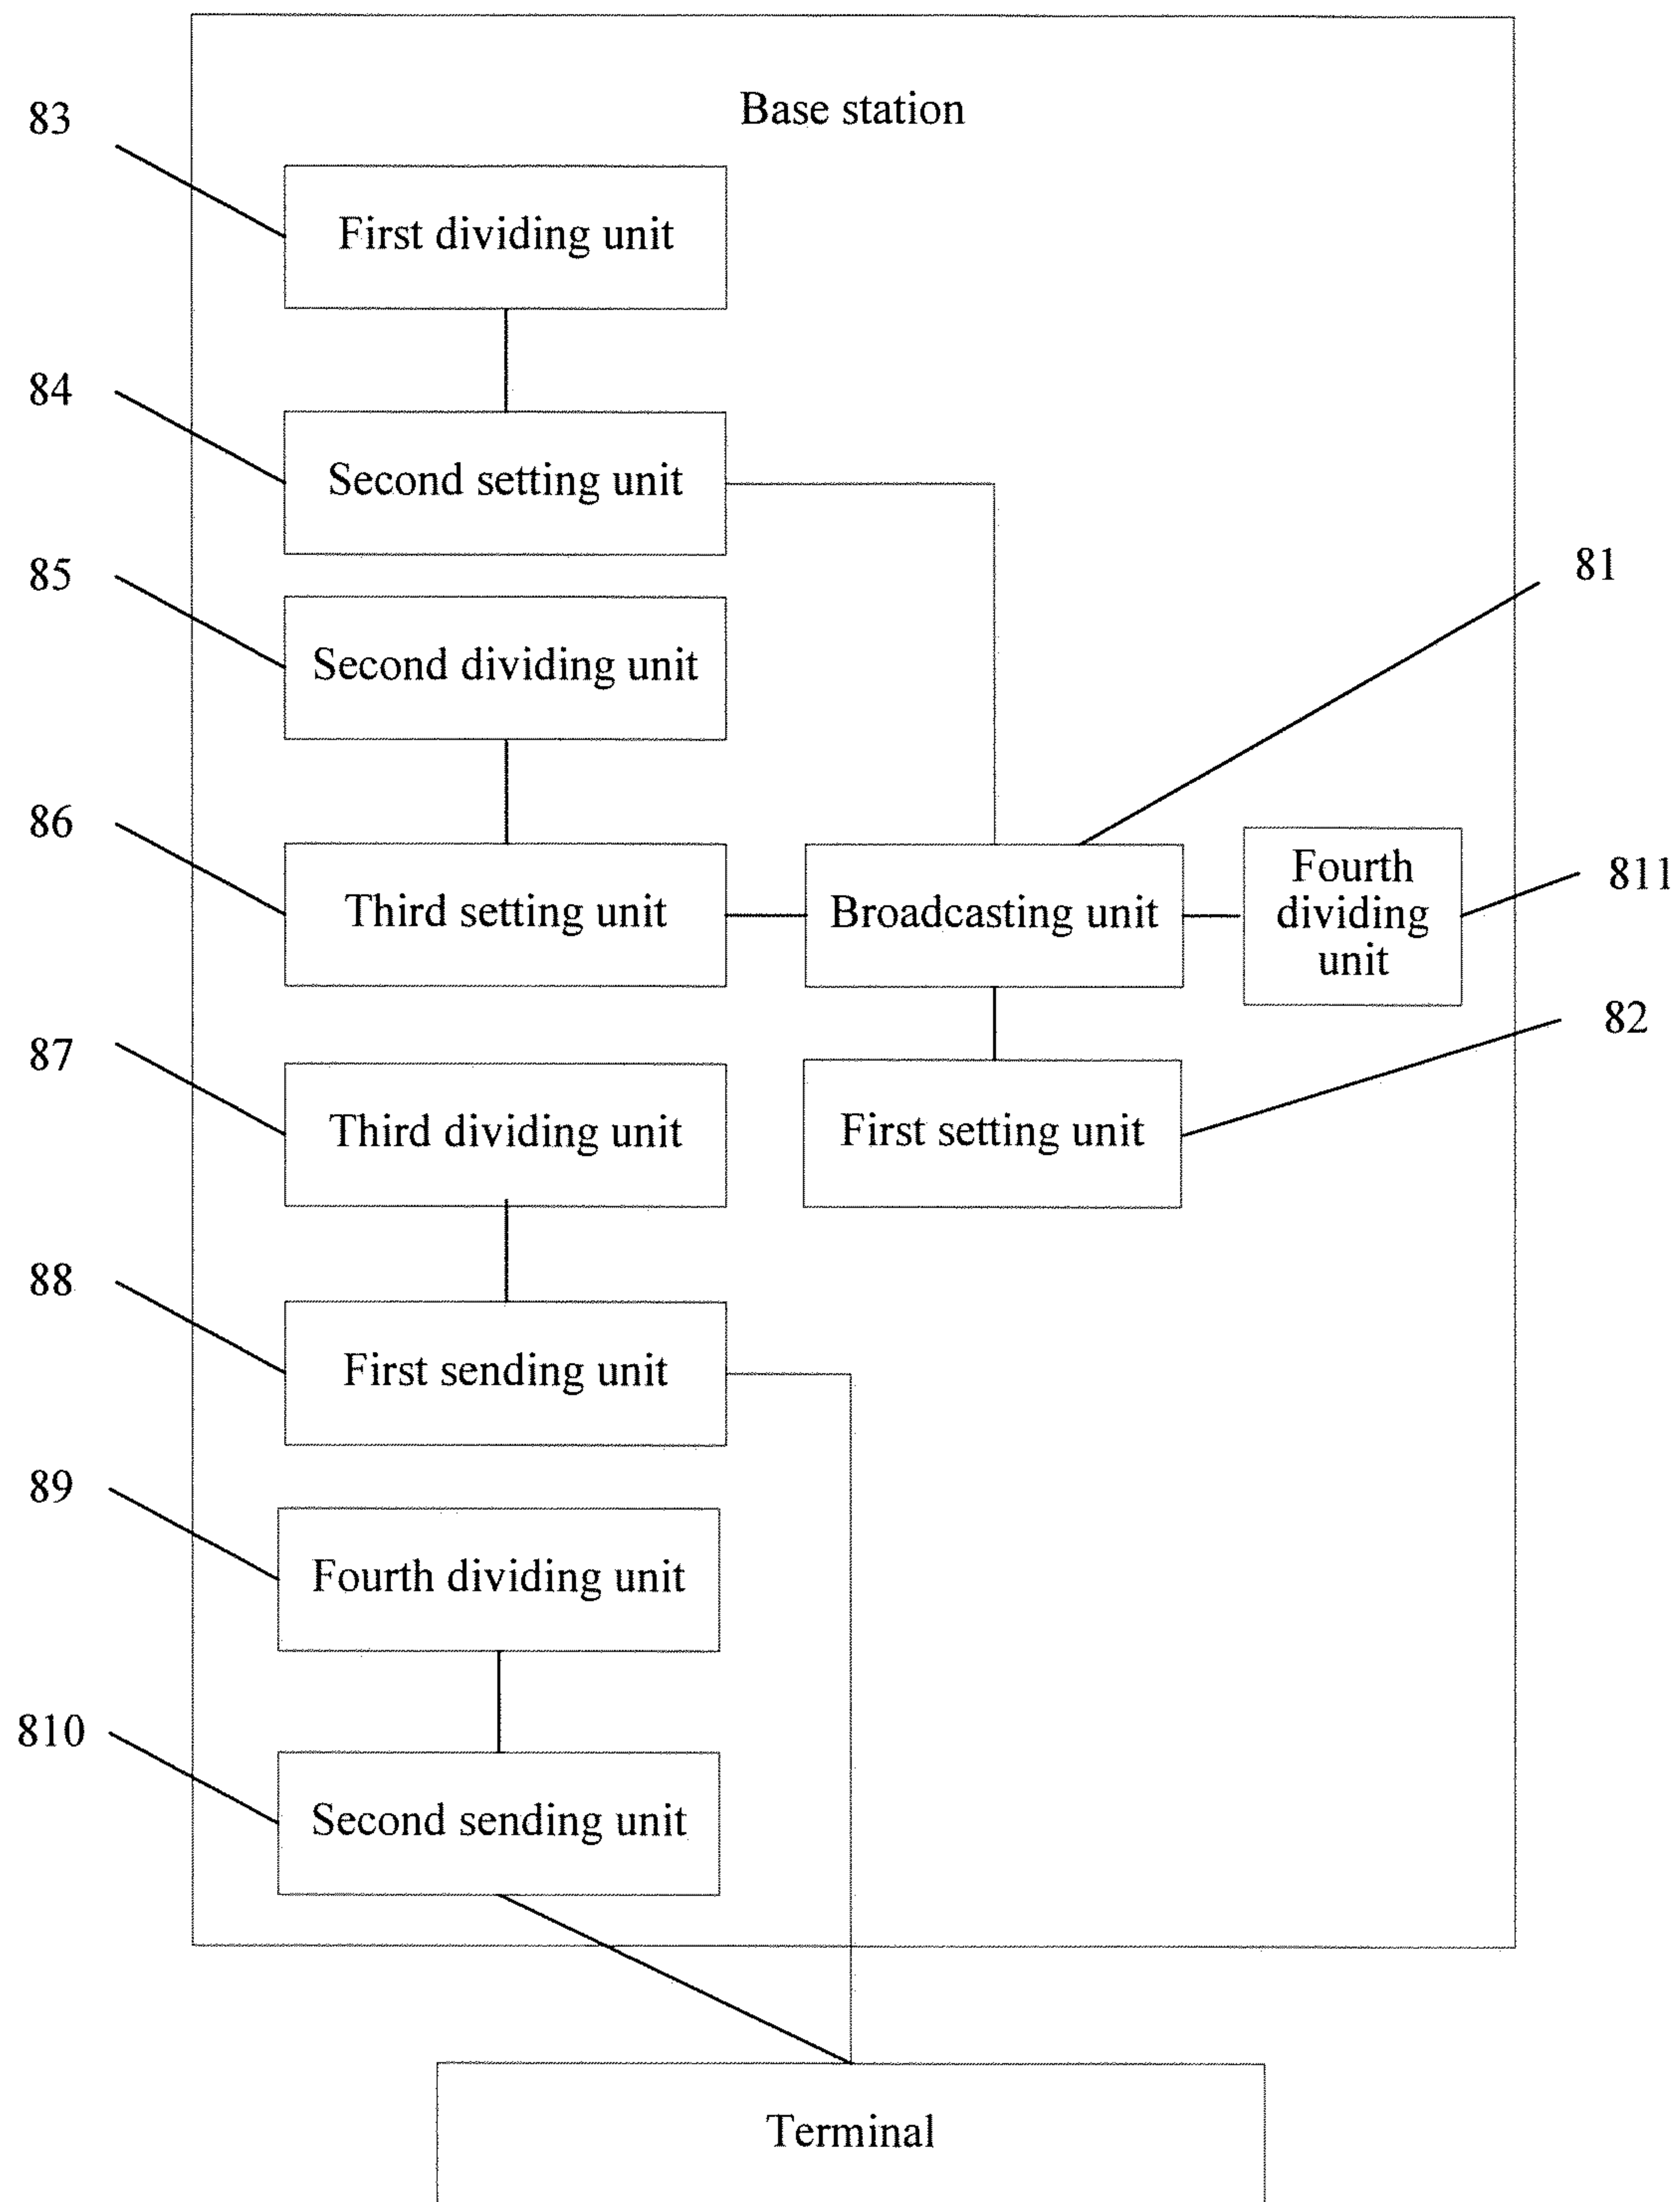 Base station
83
First dividing unit
84
Second setting unit
85
Second dividing unit
81
86
Third setting unit
Broadcasting unit
Fourth
dividing
unit
811
82
87
Third dividing unit
First setting unit
88
First sending unit
89
Fourth dividing unit
810
Second sending unit
Terminal